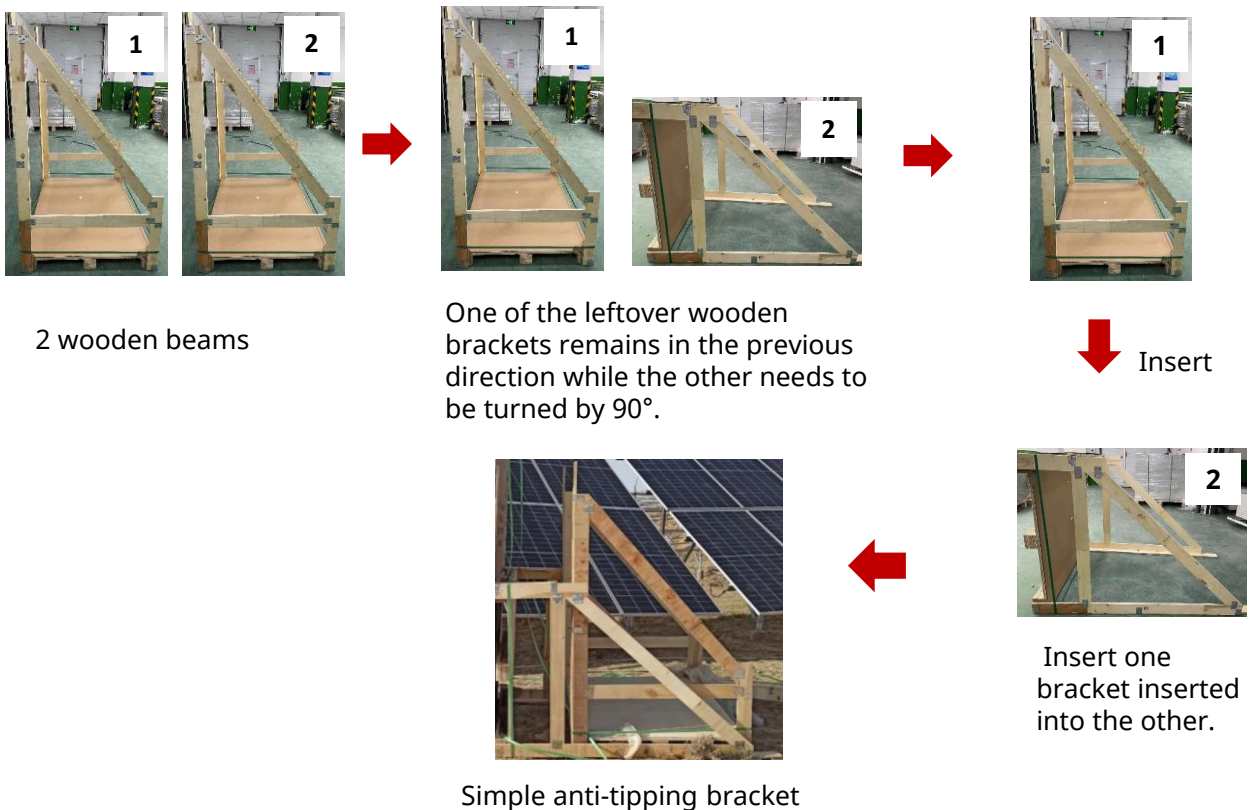 1
2
2 wooden beams
1
2
One of the leftover wooden
brackets remains in the previous
direction while the other needs to
be turned by 90°.
1
Insert
2
Insert one
bracket inserted
into the other.
Simple anti-tipping bracket